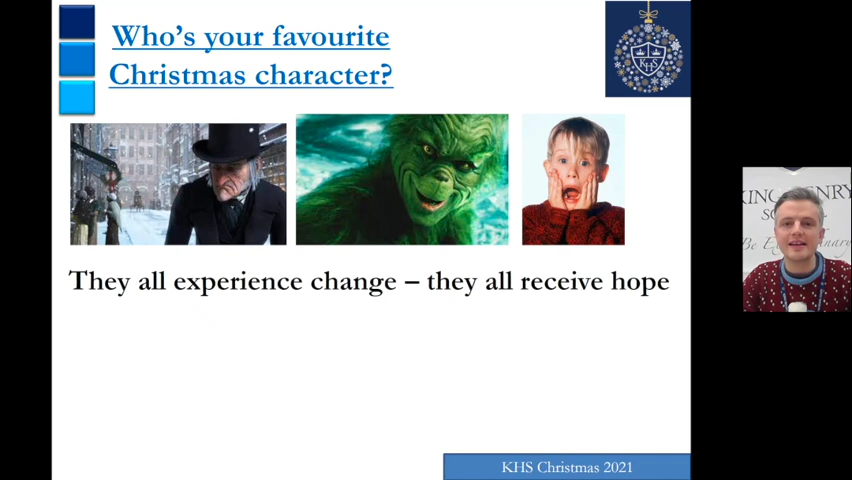 Who's your favourite
Christmas character?
KHS
They all experience change – they all receive hope
KHS Christmas 2021